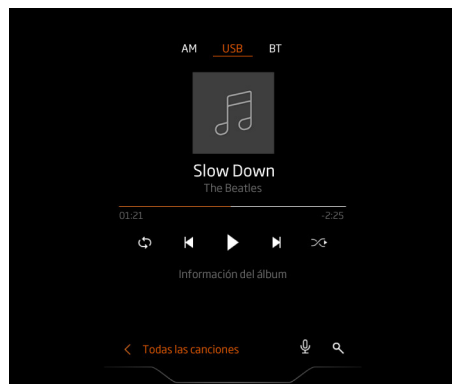 AM USB BT
Slow Down
The Beatles
01:21 -2:25
Información del álbum
Todas las canciones